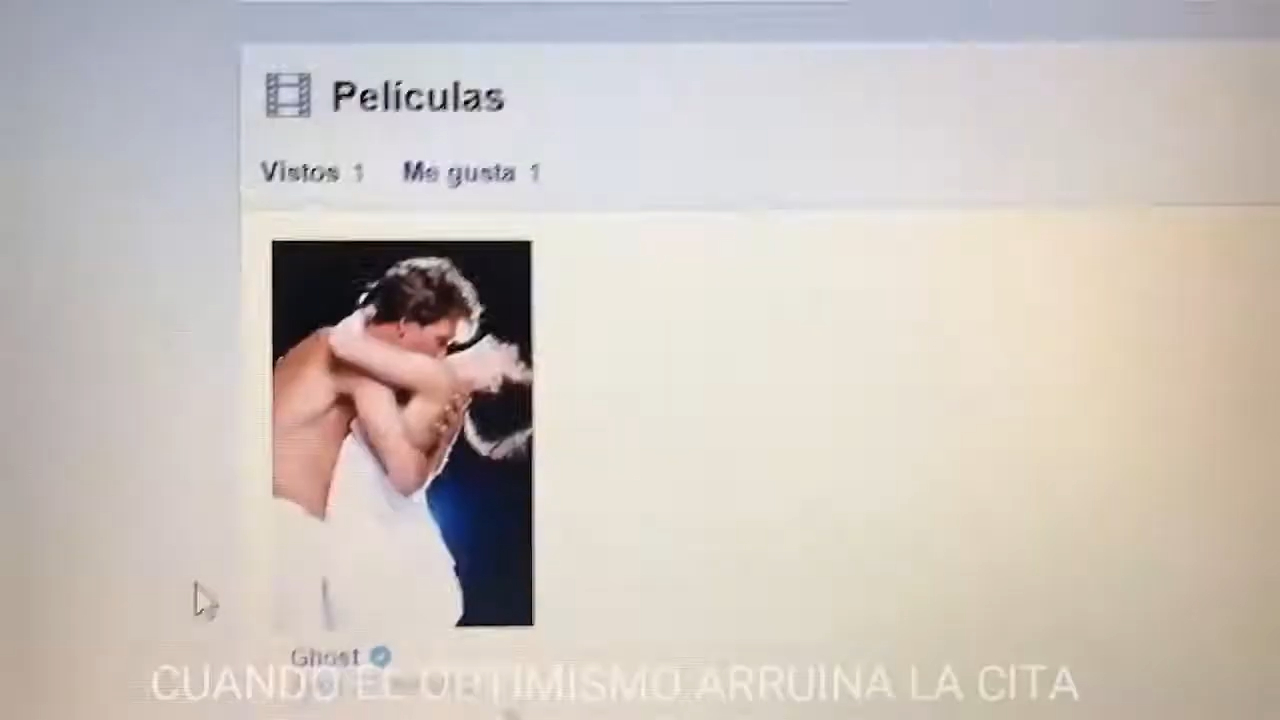 Películas
Vistos 1 Me gusta 1
Ghost
CUANDO EL OPTIMISMO ARRUINA LA CITA